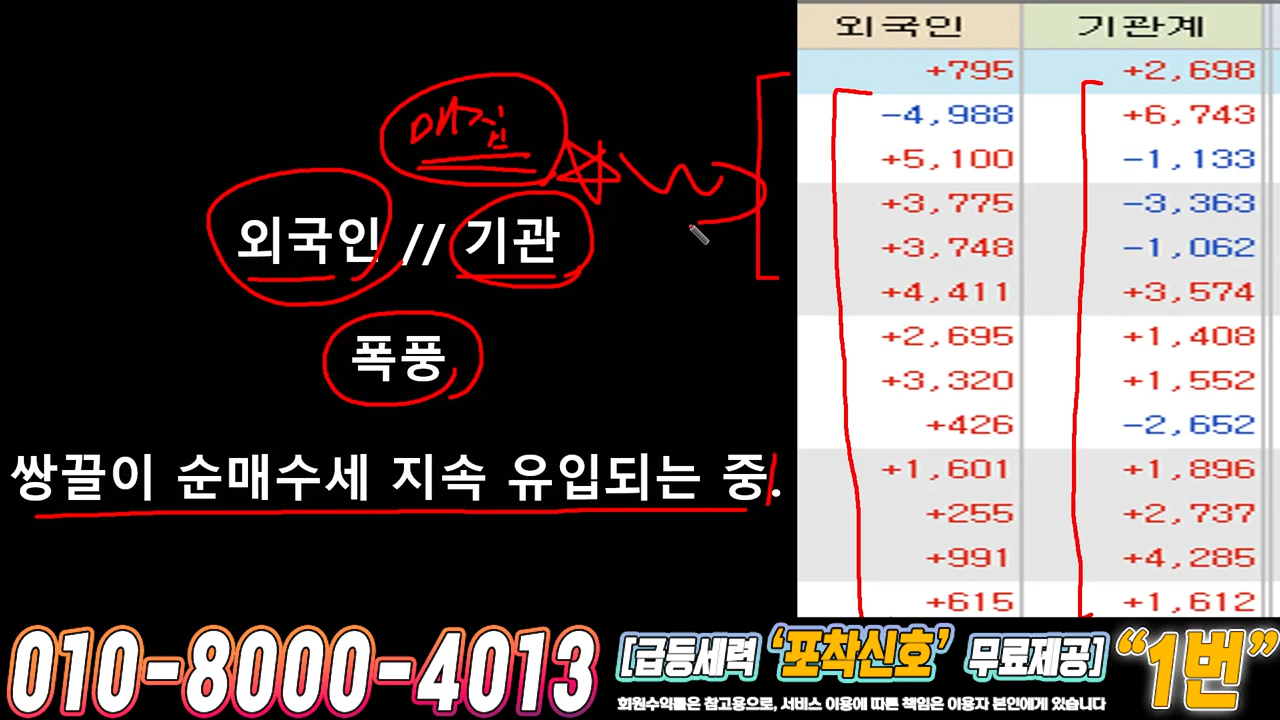 매집
외국인 // 기관
폭풍
쌍끌이 순매수세 지속 유입되는 중.
외국인 기관계
+795 +2,698
-4,988 +6,743
+5,100 -1,133
+3,775 -3,363
+3,748 -1,062
+4,411 +3,574
+2,695 +1,408
+3,320 +1,552
+426 -2,652
+1,601 +1,896
+255 +2,737
+991 +4,285
+615 +1,612
010-8000-4013
[급등세력 '포착신호' 무료제공] "1번"
회원수익률은 참고용으로, 서비스 이용에 따른 책임은 이용자 본인에게 있습니다